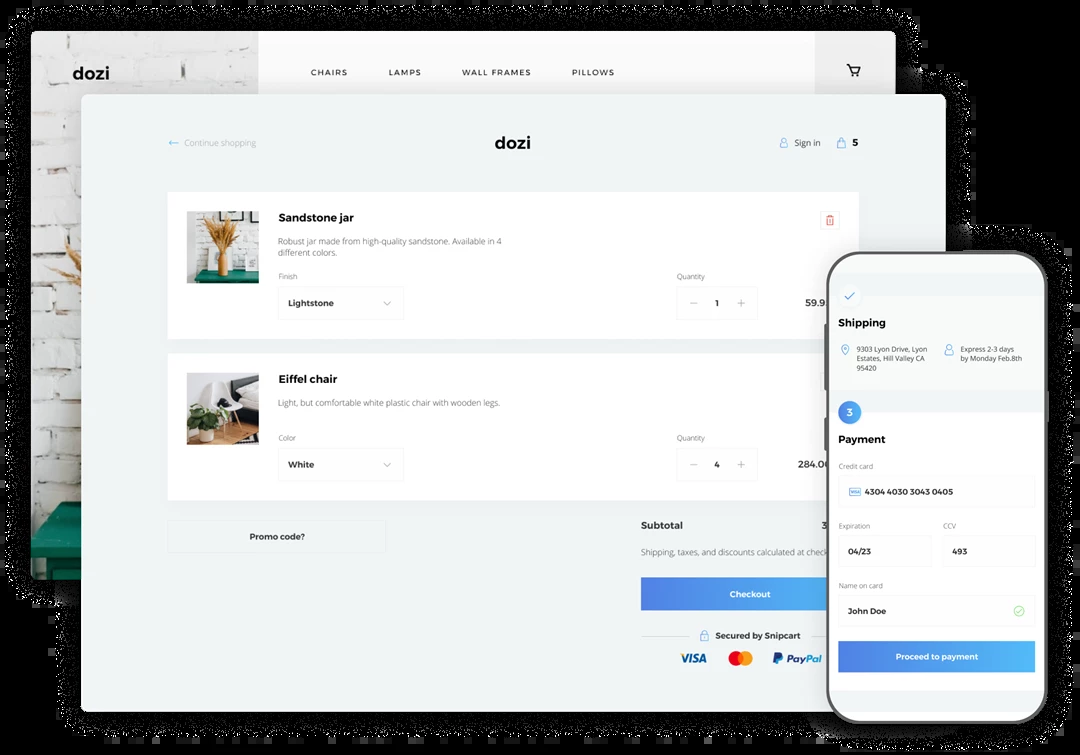 dozi
CHAIRS LAMPS WALL FRAMES PILLOWS
Continue shopping
dozi
Sign in 5
Sandstone jar
Robust jar made from high-quality sandstone. Available in 4
different colors.
Finish
Quantity
Lightstone
1
59.9
Eiffel chair
Light, but comfortable white plastic chair with wooden legs.
Color
Quantity
White
4
284.00
Promo code?
Subtotal
3
Shipping, taxes, and discounts calculated at check
Checkout
Secured by Snipcart
VISA
PayPal
Shipping
9303 Lyon Drive, Lyon
Estates, Hill Valley CA
95420
Express 2-3 days
by Monday Feb.8th
3
Payment
Credit card
VISA 4304 4030 3043 0405
Expiration
CCV
04/23
493
Name on card
John Doe
Proceed to payment